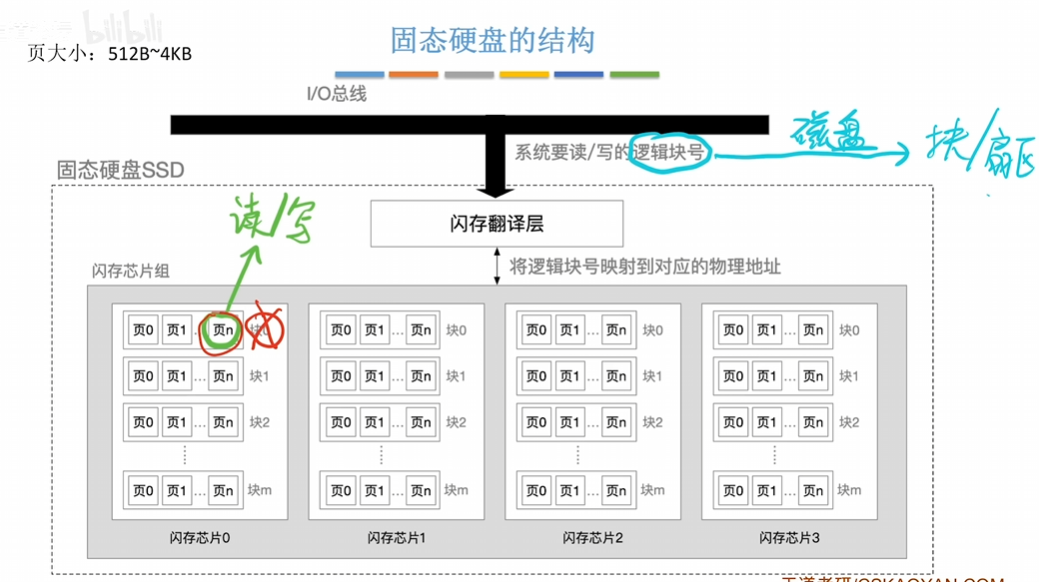 bilibili
页大小：512B~4KB
固态硬盘的结构
I/O总线
系统要读/写的逻辑块号
磁盘
块/扇区
固态硬盘SSD
读/写
闪存翻译层
将逻辑块号映射到对应的物理地址
闪存芯片组
页0 页1 … 页n 块0 页0 页1 … 页n 块0 页0 页1 … 页n 块0 页0 页1 … 页n 块0
页0 页1 … 页n 块1 页0 页1 … 页n 块1 页0 页1 … 页n 块1 页0 页1 … 页n 块1
页0 页1 … 页n 块2 页0 页1 … 页n 块2 页0 页1 … 页n 块2 页0 页1 … 页n 块2
页0 页1 … 页n 块m 页0 页1 … 页n 块m 页0 页1 … 页n 块m 页0 页1 … 页n 块m
闪存芯片0 闪存芯片1 闪存芯片2 闪存芯片3
王道考研/CSKAOYAN.COM